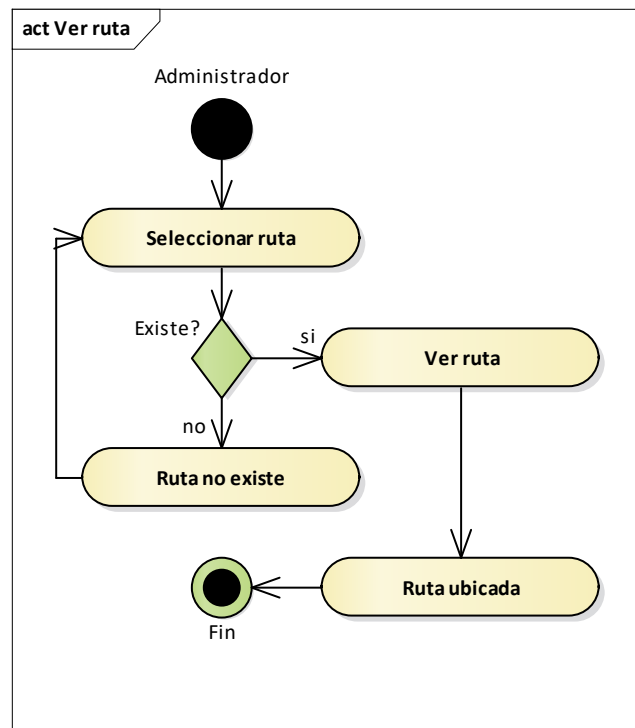 act Ver ruta
Administrador
Seleccionar ruta
Existe?
si
Ver ruta
no
Ruta no existe
Ruta ubicada
Fin